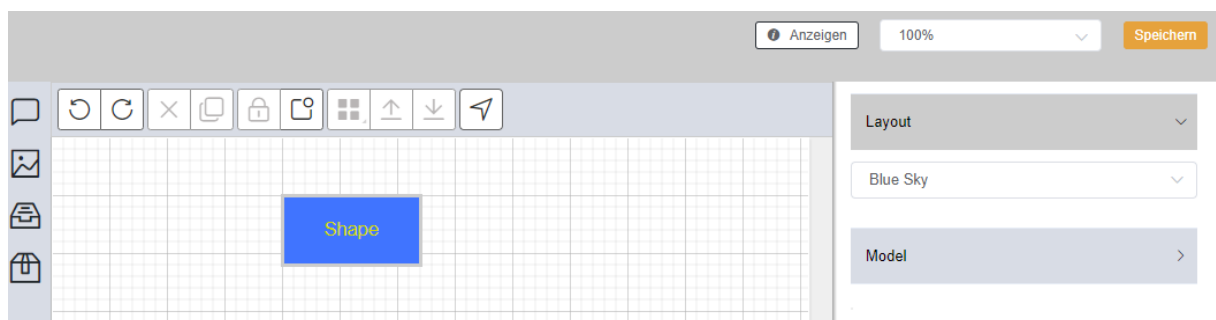 Anzeigen
100%
Speichern
Layout
Blue Sky
Shape
Model